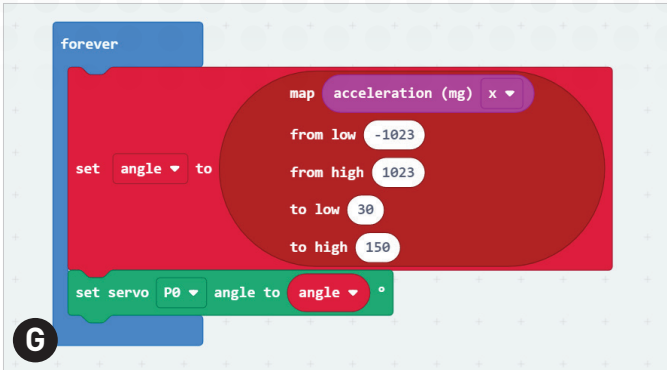 forever
map acceleration (mg) x
from low -1023
set angle to
from high 1023
to low 30
to high 150
set servo P0 angle to angle °
G